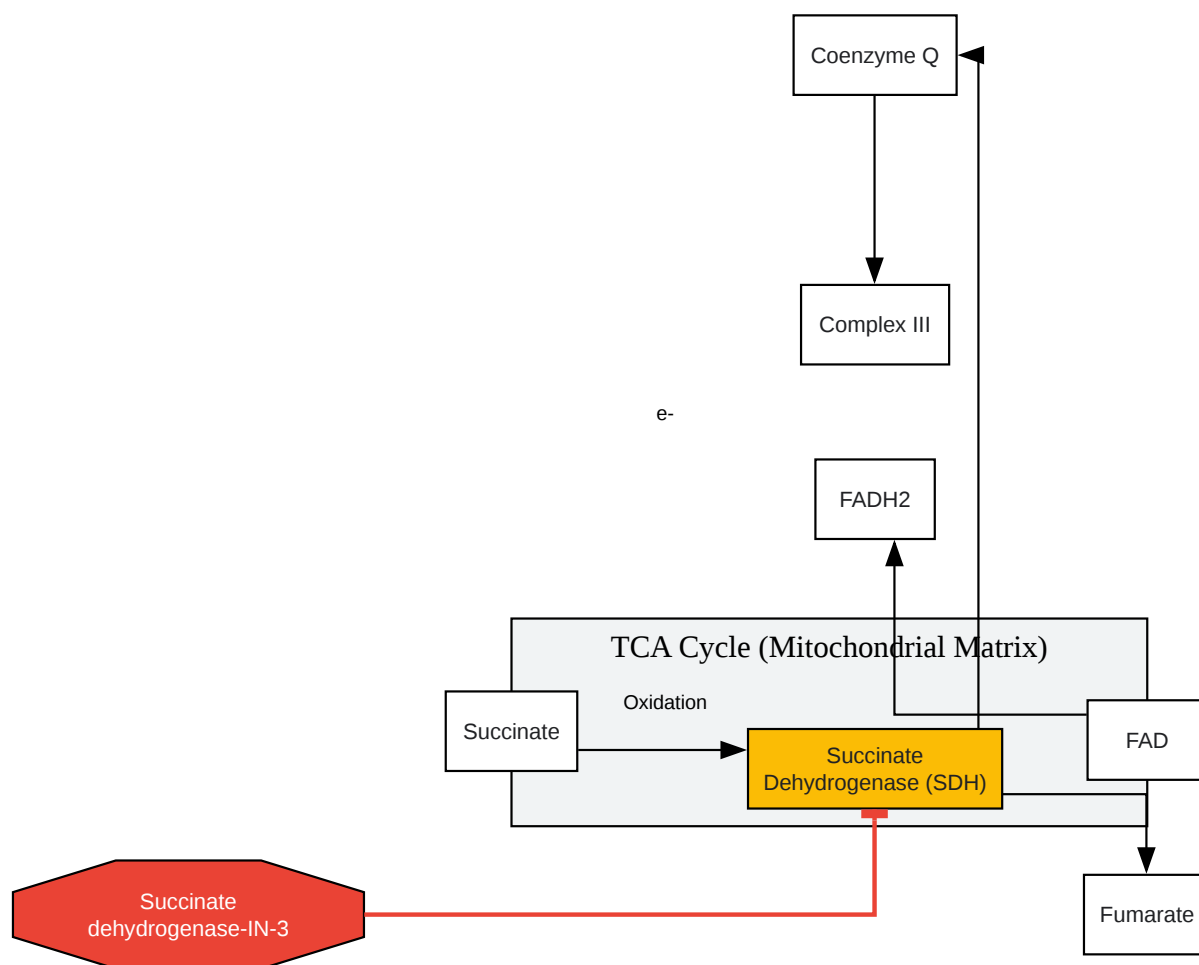 Coenzyme Q
Complex III
e-
FADH2
TCA Cycle (Mitochondrial Matrix)
Oxidation
Succinate
Succinate
Dehydrogenase (SDH)
FAD
Succinate
dehydrogenase-IN-3
Fumarate